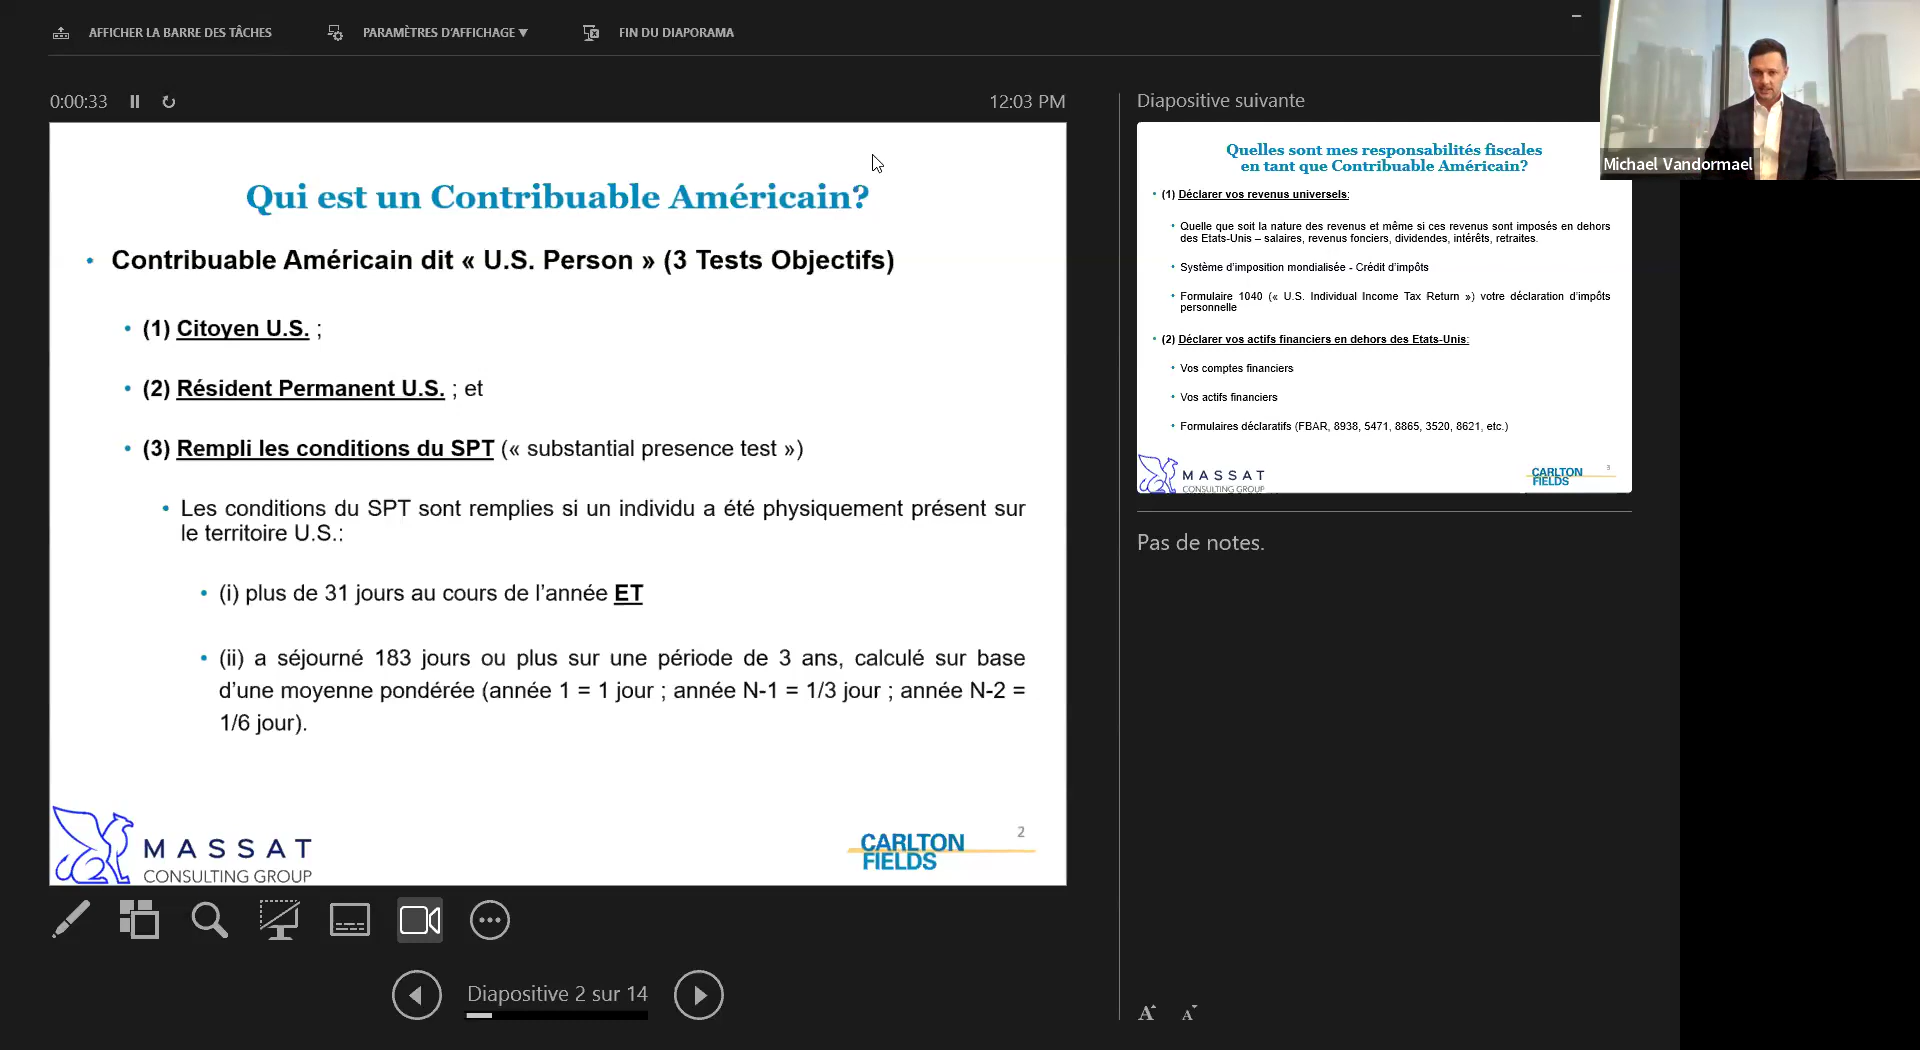 AFFICHER LA BARRE DES TÂCHES
PARAMÈTRES D'AFFICHAGE ▼
FIN DU DIAPORAMA
0:00:33
12:03 PM
Qui est un Contribuable Américain?
• Contribuable Américain dit « U.S. Person » (3 Tests Objectifs)
• (1) Citoyen U.S. ;
• (2) Résident Permanent U.S. ; et
• (3) Rempli les conditions du SPT (« substantial presence test »)
• Les conditions du SPT sont remplies si un individu a été physiquement présent sur
le territoire U.S.:
• (i) plus de 31 jours au cours de l'année ET
• (ii) a séjourné 183 jours ou plus sur une période de 3 ans, calculé sur base
d'une moyenne pondérée (année 1 = 1 jour ; année N-1 = 1/3 jour ; année N-2 =
1/6 jour).
MASSAT
CONSULTING GROUP
CARLTON
FIELDS
2
Diapositive 2 sur 14
Diapositive suivante
Quelles sont mes responsabilités fiscales
en tant que Contribuable Américain?
• (1) Déclarer vos revenus universels:
• Quelle que soit la nature des revenus et même si ces revenus sont imposés en dehors
des Etats-Unis – salaires, revenus fonciers, dividendes, intérêts, retraites.
• Système d'imposition mondialisée - Crédit d'impôts
• Formulaire 1040 (« U.S. Individual Income Tax Return ») votre déclaration d'impôts
personnelle
• (2) Déclarer vos actifs financiers en dehors des Etats-Unis:
• Vos comptes financiers
• Vos actifs financiers
• Formulaires déclaratifs (FBAR, 8938, 5471, 8865, 3520, 8621, etc.)
MASSAT
CONSULTING GROUP
CARLTON
FIELDS
3
Pas de notes.
A
A
Michael Vandormael